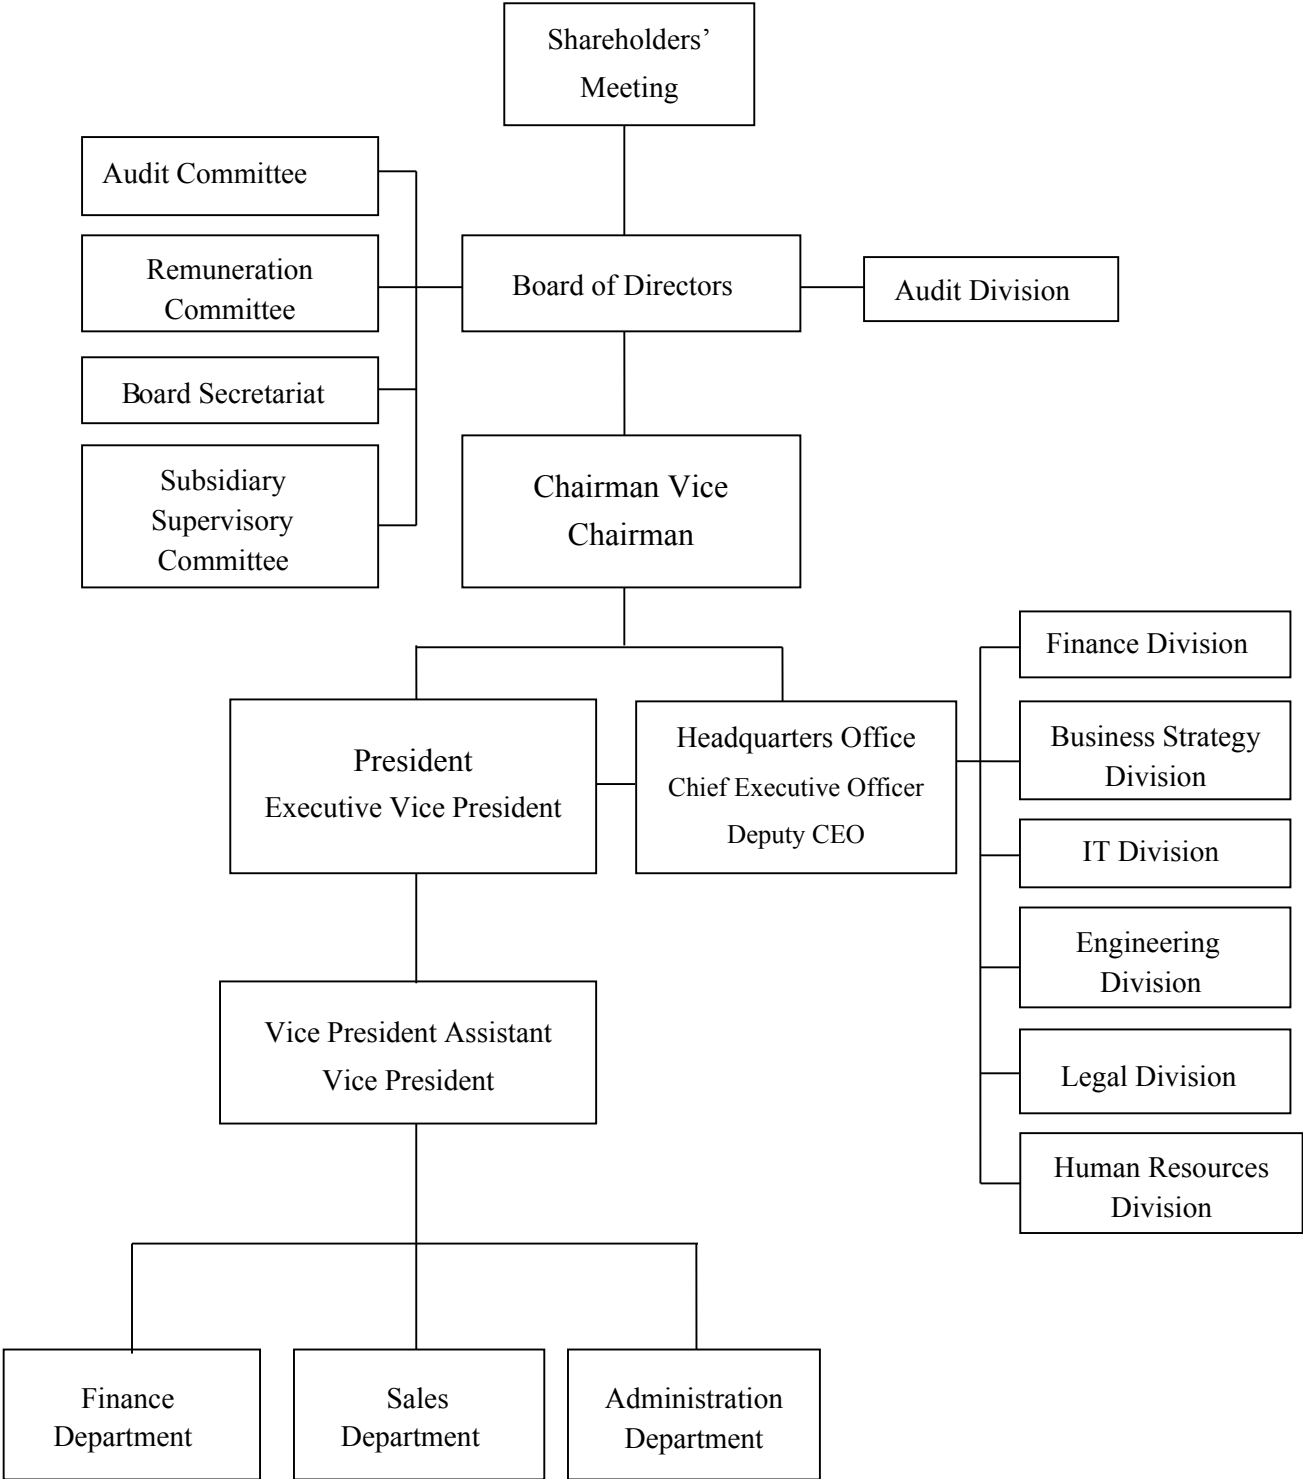 Shareholders’
Meeting
Audit Committee
Remuneration
Committee
Board of Directors
Audit Division
Board Secretariat
Subsidiary
Supervisory
Committee
Chairman Vice
Chairman
Finance Division
President
Executive Vice President
Headquarters Office
Chief Executive Officer
Deputy CEO
Business Strategy
Division
IT Division
Engineering
Division
Legal Division
Human Resources
Division
Vice President Assistant
Vice President
Finance
Department
Sales
Department
Administration
Department